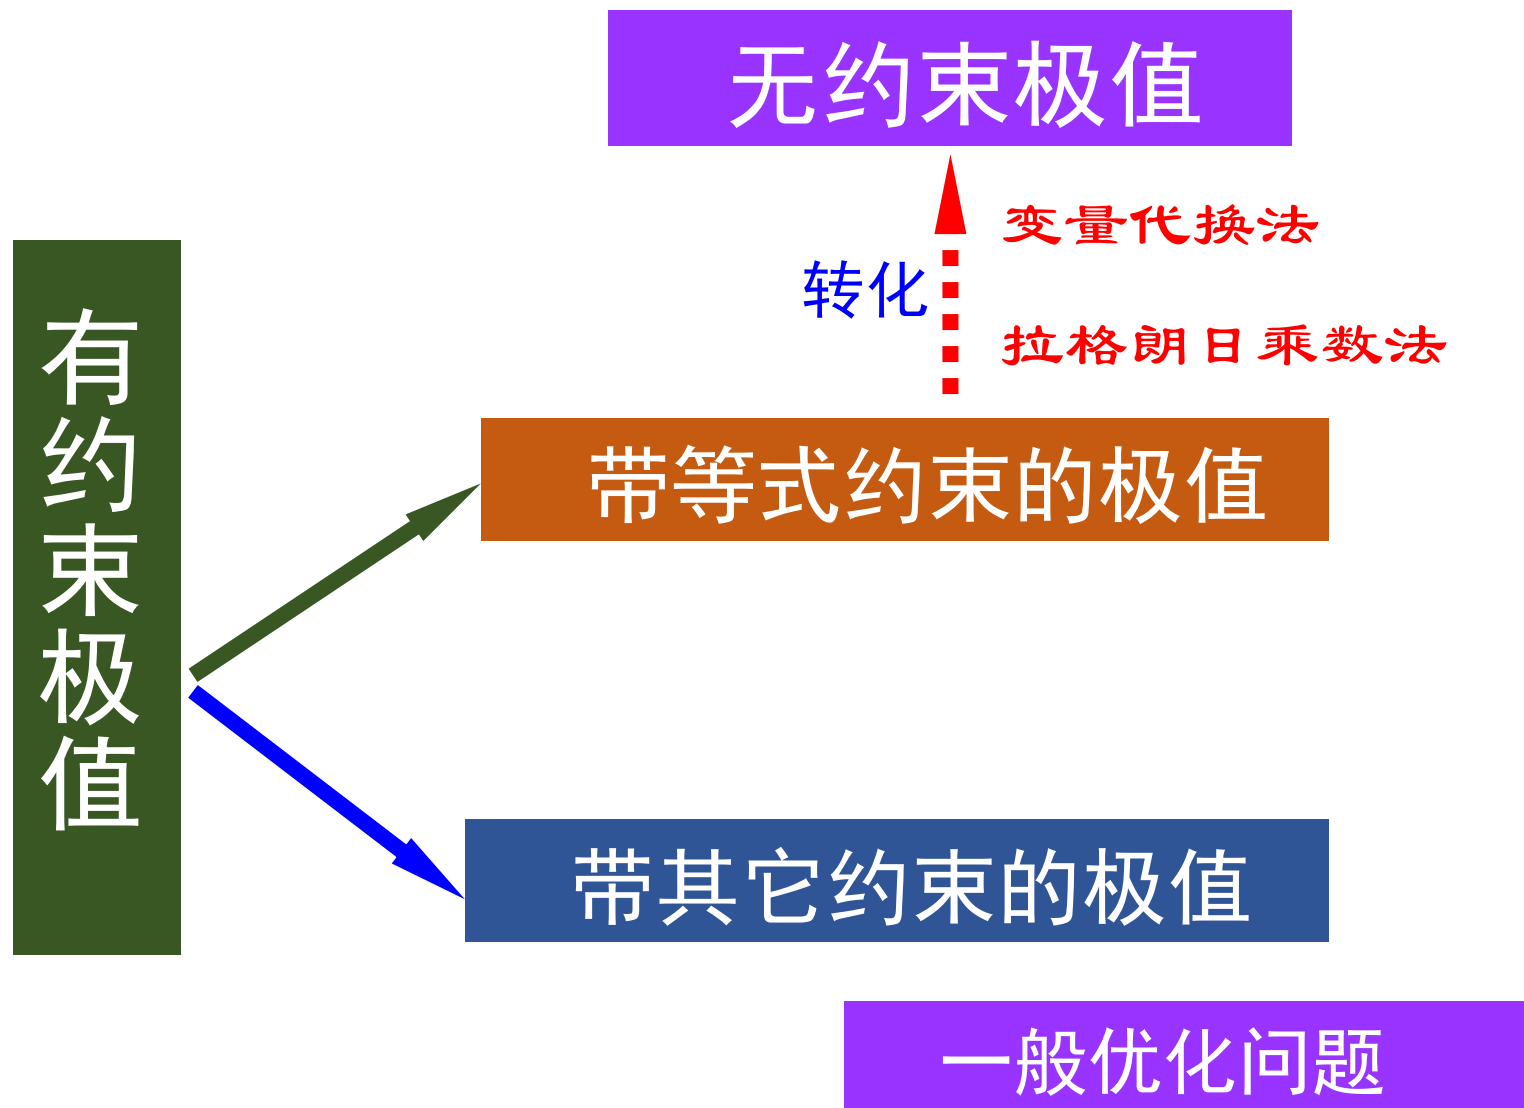 无约束极值
变量代换法
转化
拉格朗日乘数法
有约束极值
带等式约束的极值
带其它约束的极值
一般优化问题